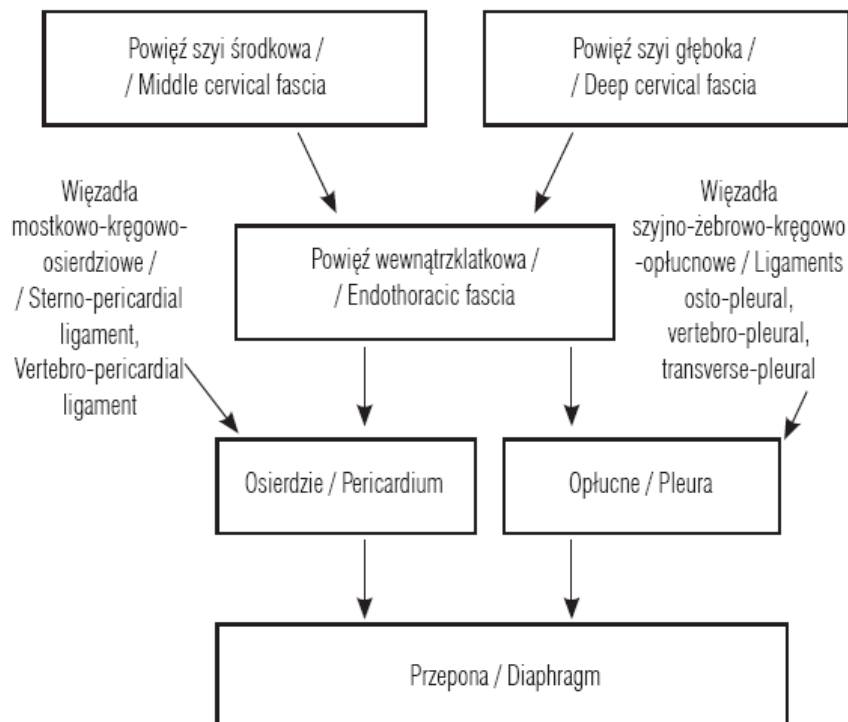 Powięź szyi środkowa /
/ Middle cervical fascia
Powięź szyi głęboka /
/ Deep cervical fascia
Więzadła
mostkowo-kręgowo-
osierdziowe /
/ Sterno-pericardial
ligament,
Vertebro-pericardial
ligament
Powięź wewnątrzklatkowa /
/ Endothoracic fascia
Więzadła
szyjno-żebrowo-kręgowo
-opłucnowe / Ligaments
osto-pleural,
vertebro-pleural,
transverse-pleural
Osierdzie / Pericardium
Opłucne / Pleura
Przepona / Diaphragm